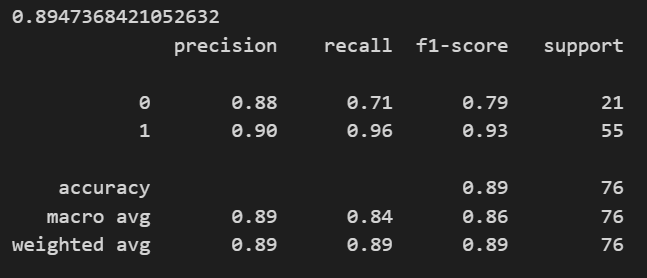 0.8947368421052632
precision recall f1-score support
0 0.88 0.71 0.79 21
1 0.90 0.96 0.93 55
accuracy 0.89 76
macro avg 0.89 0.84 0.86 76
weighted avg 0.89 0.89 0.89 76